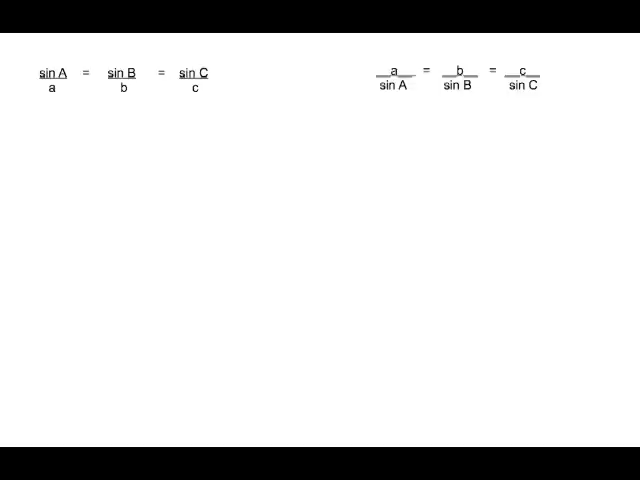 sin A = sin B = sin C
a b c
a = b = c
sin A sin B sin C